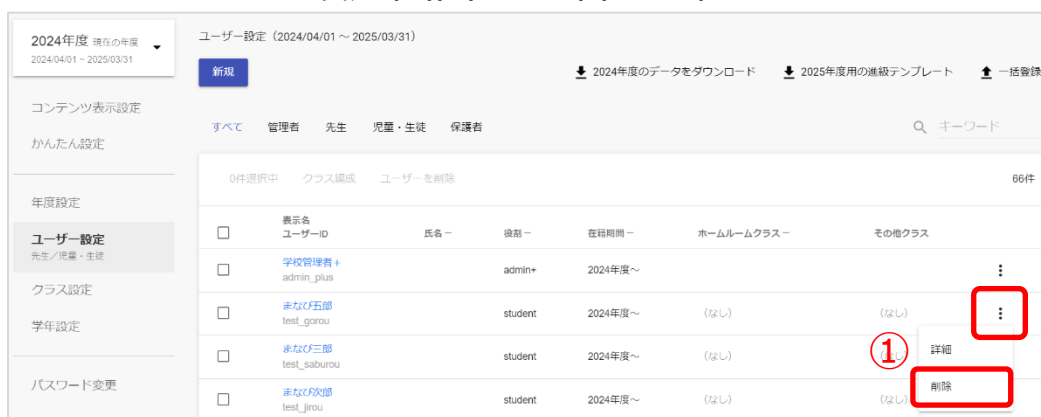 2024年度 現在の年度
2024/04/01 ~ 2025/03/31
コンテンツ表示設定
かんたん設定
年度設定
ユーザー設定
先生／児童・生徒
クラス設定
学年設定
パスワード変更
ユーザー設定（2024/04/01 ～ 2025/03/31）
新規
2024年度のデータをダウンロード 2025年度用の進級テンプレート 一括登録
すべて 管理者 先生 児童・生徒 保護者 キーワード
0件選択中 クラス編成 ユーザーを削除 66件
表示名
ユーザーID 氏名 役割 在籍期間 ホームルームクラス その他クラス
学校管理者+
admin_plus admin+ 2024年度～
まなび五郎
test_gorou student 2024年度～ （なし） （なし）
まなび三郎
test_saburou student 2024年度～ （なし）
① 詳細
削除
まなび次郎
test_jirou student 2024年度～ （なし） （なし）